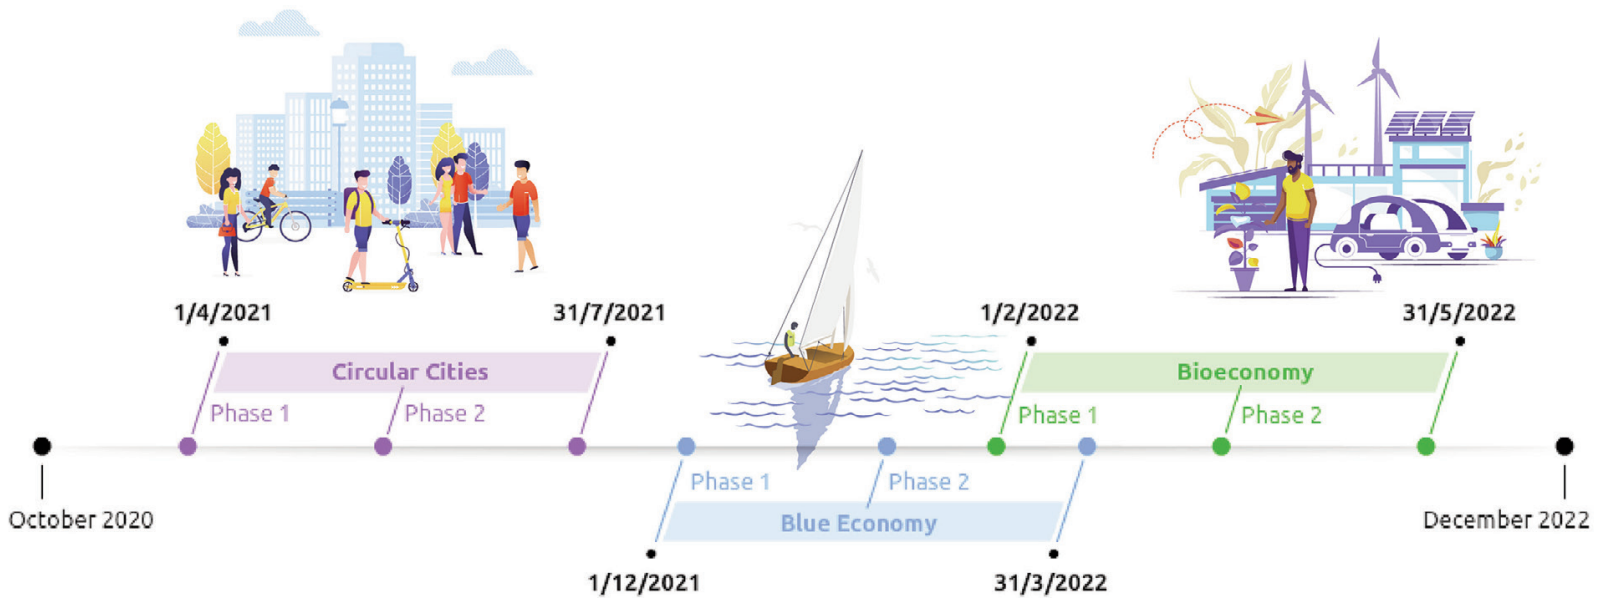 1/4/2021
31/7/2021
1/2/2022
31/5/2022
Circular Cities
Bioeconomy
Phase 1
Phase 2
Phase 1
Phase 2
Phase 1
Phase 2
October 2020
Blue Economy
December 2022
1/12/2021
31/3/2022